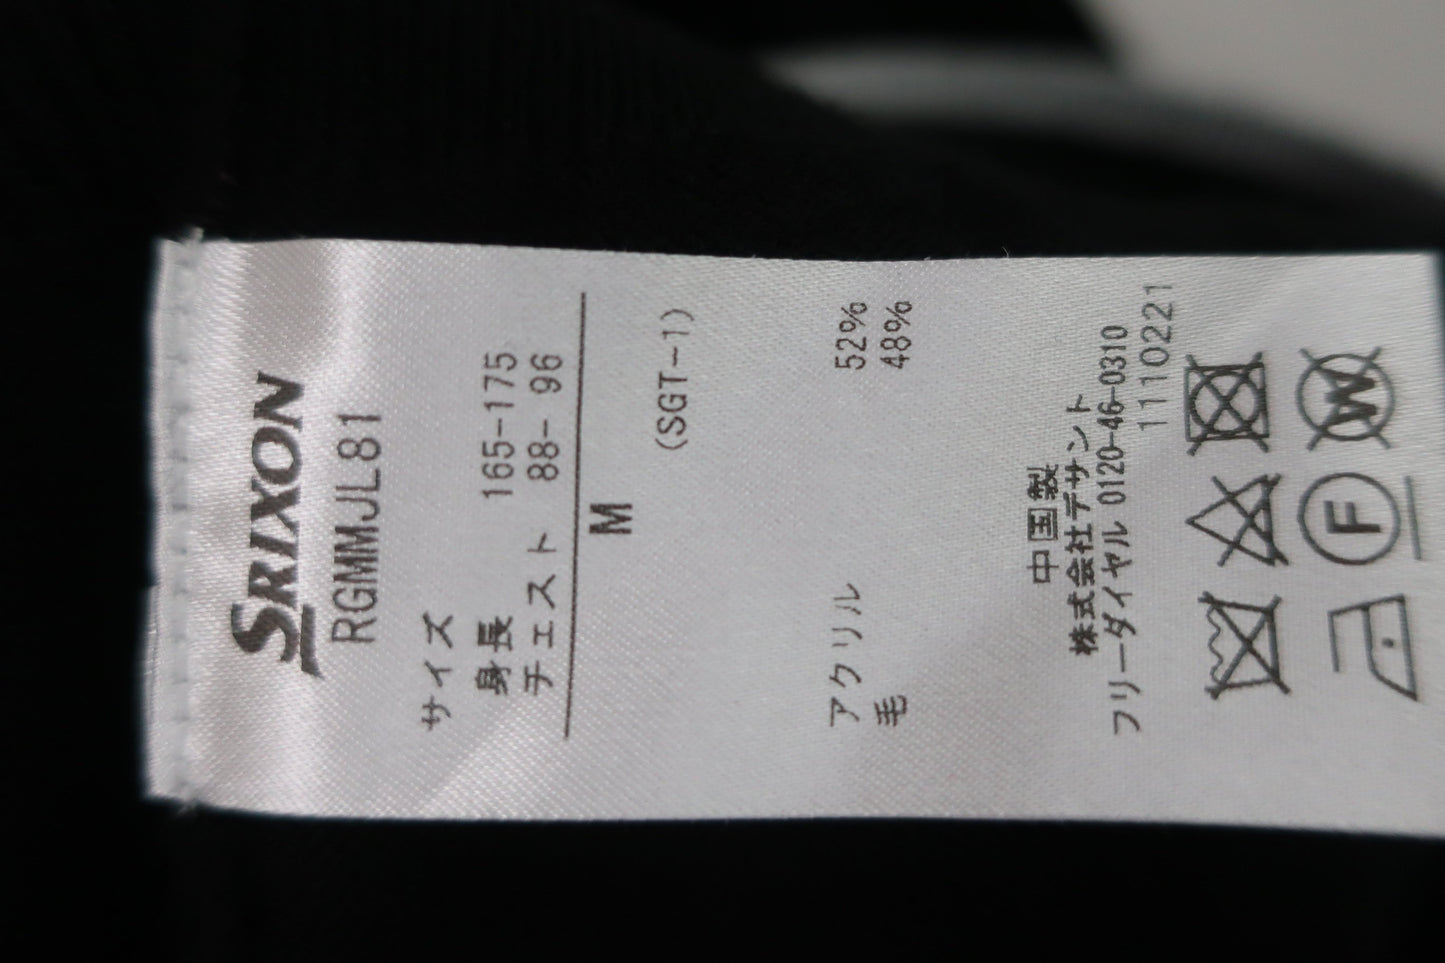 SRIXON
RGMMJL81
サイズ
身長 165-175
チェスト 88- 96
M
(SGT-1)
アクリル 52%
毛 48%
中国製
株式会社デサント
フリーダイヤル 0120-46-0310
1110221
F W